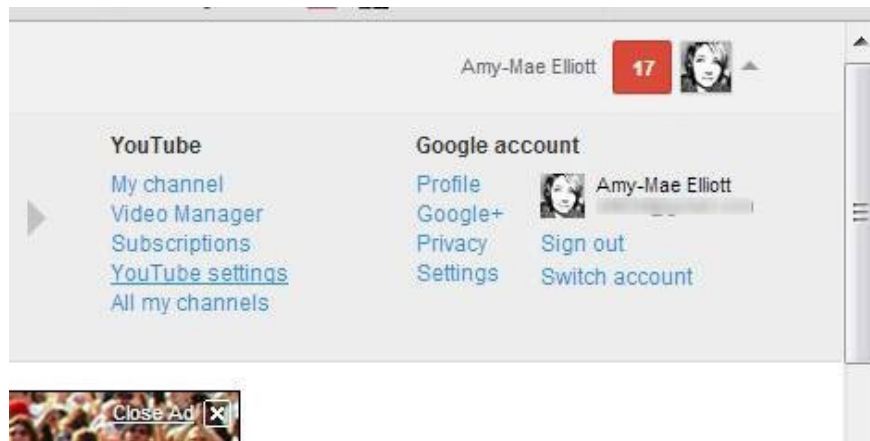 Amy-Mae Elliott 17
YouTube
My channel
Video Manager
Subscriptions
YouTube settings
All my channels
Google account
Profile
Google+
Privacy
Settings
Amy-Mae Elliott
Sign out
Switch account
Close Ad